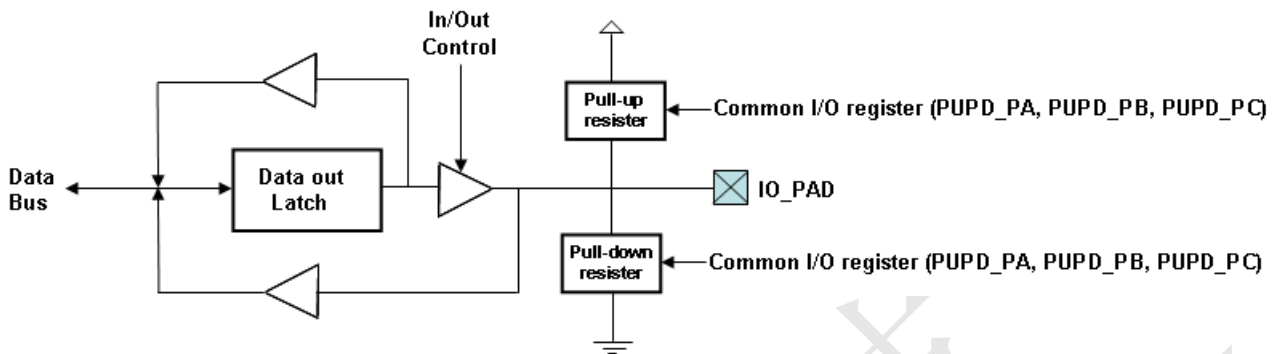 In/Out
Control
Pull-up
resister
Common I/O register (PUPD_PA, PUPD_PB, PUPD_PC)
Data
Bus
Data out
Latch
IO_PAD
Pull-down
resister
Common I/O register (PUPD_PA, PUPD_PB, PUPD_PC)